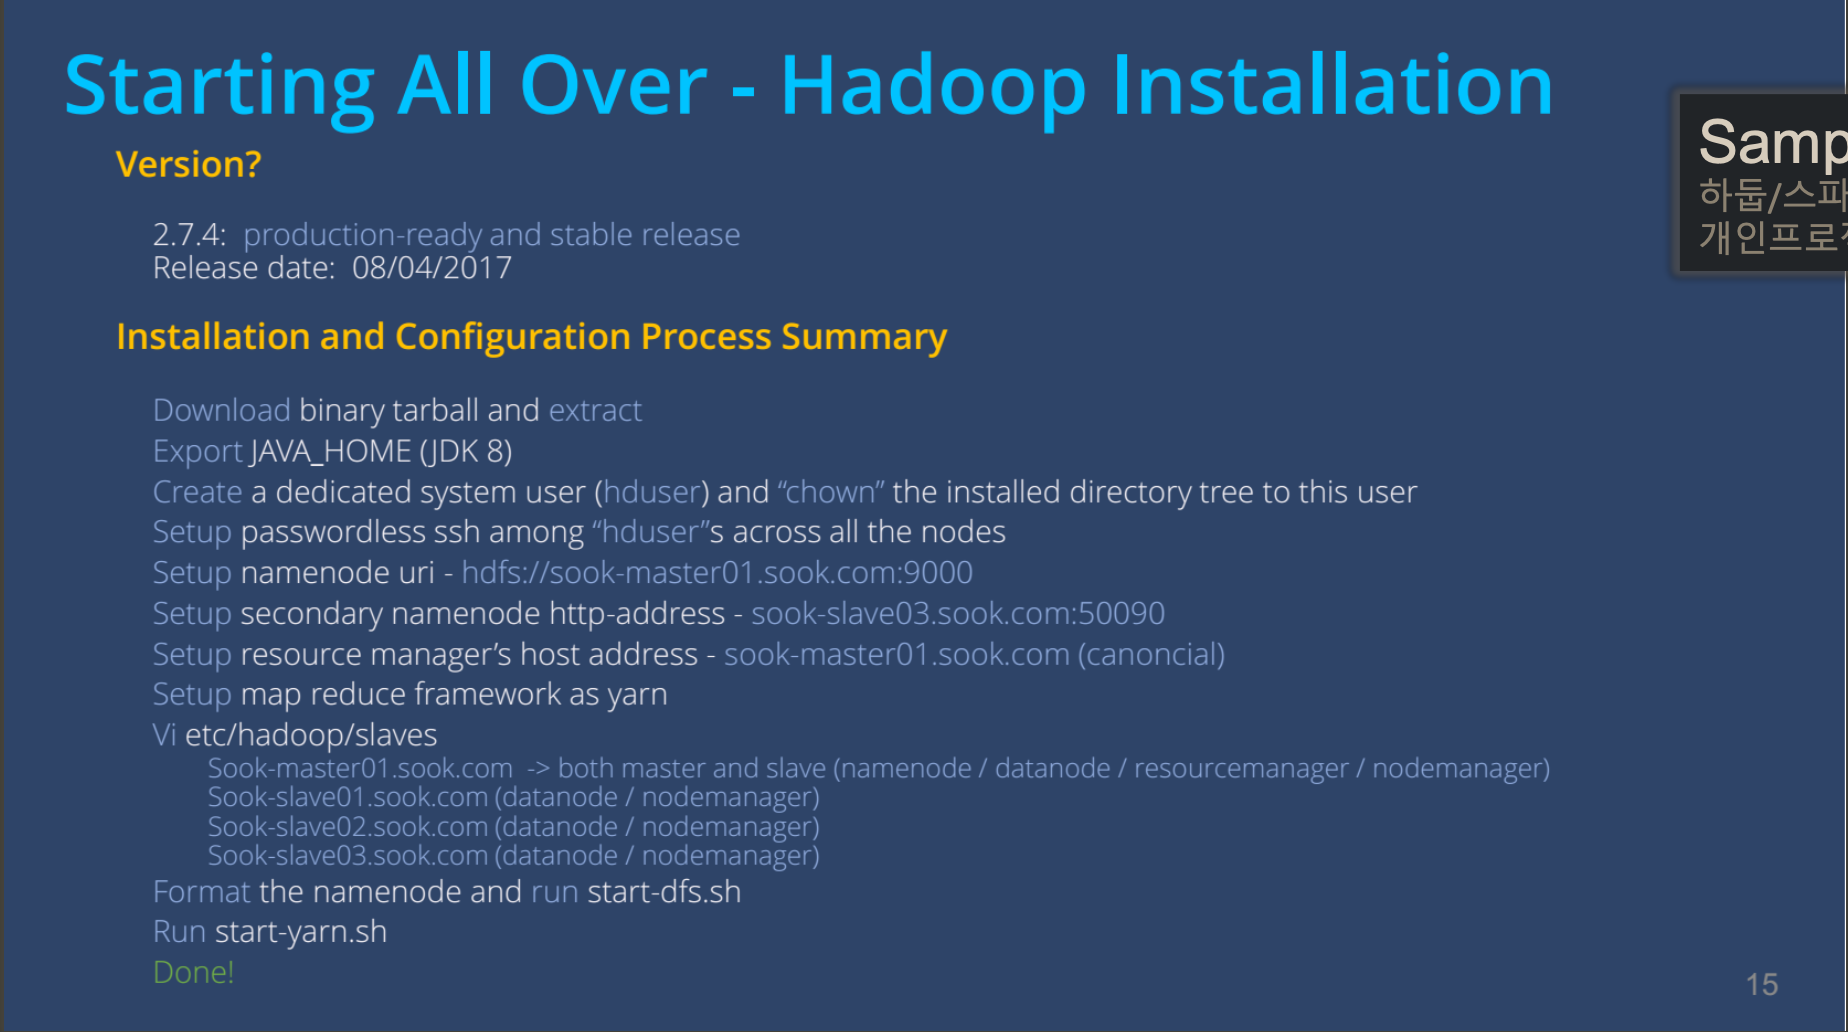 Starting All Over - Hadoop Installation
Version?
2.7.4: production-ready and stable release
Release date: 08/04/2017
Installation and Configuration Process Summary
Download binary tarball and extract
Export JAVA_HOME (JDK 8)
Create a dedicated system user (hduser) and “chown” the installed directory tree to this user
Setup passwordless ssh among “hduser”s across all the nodes
Setup namenode uri - hdfs://sook-master01.sook.com:9000
Setup secondary namenode http-address - sook-slave03.sook.com:50090
Setup resource manager’s host address - sook-master01.sook.com (canoncial)
Setup map reduce framework as yarn
Vi etc/hadoop/slaves
Sook-master01.sook.com -> both master and slave (namenode / datanode / resourcemanager / nodemanager)
Sook-slave01.sook.com (datanode / nodemanager)
Sook-slave02.sook.com (datanode / nodemanager)
Sook-slave03.sook.com (datanode / nodemanager)
Format the namenode and run start-dfs.sh
Run start-yarn.sh
Done!
Samp
하둡/스파
개인프로
15